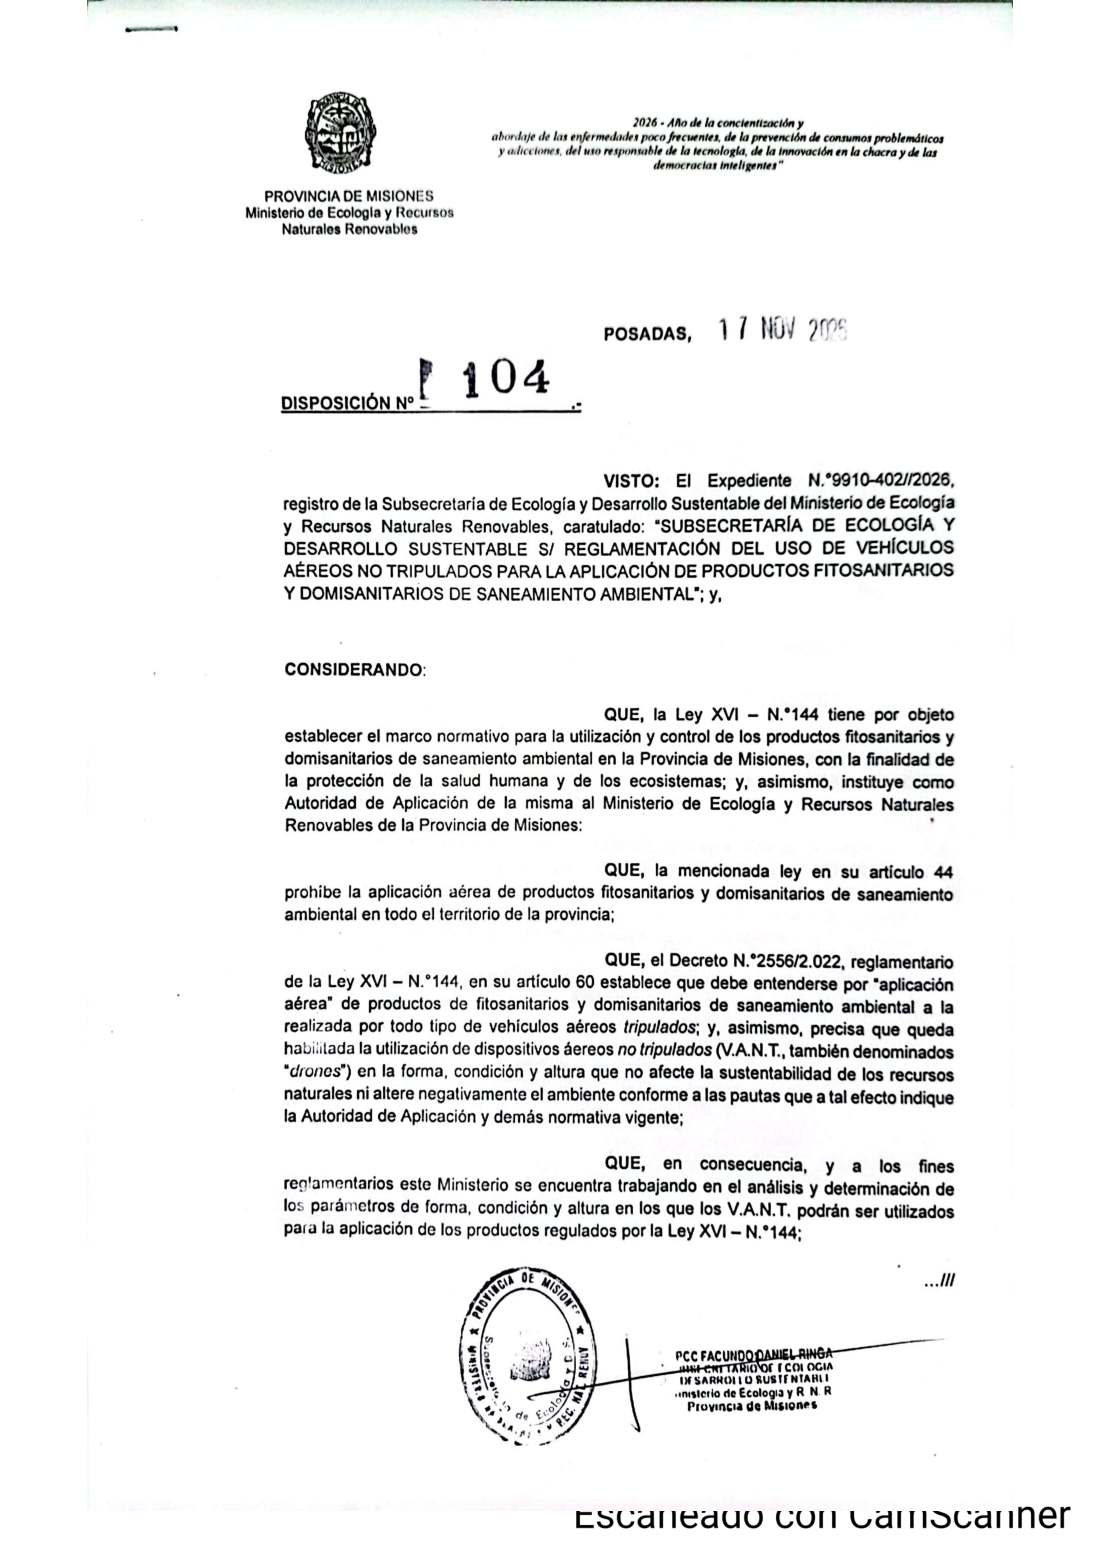 2026 - Año de la concientización y
abordaje de las enfermedades poco frecuentes, de la prevención de consumos problemáticos
y adicciones, del uso responsable de la tecnología, de la innovación en la chacra y de las
democracias inteligentes"
PROVINCIA DE MISIONES
Ministerio de Ecología y Recursos
Naturales Renovables
POSADAS, 17 NOV
DISPOSICIÓN Nº 104 .-
VISTO: El Expediente N.°9910-402//2026,
registro de la Subsecretaría de Ecología y Desarrollo Sustentable del Ministerio de Ecología
y Recursos Naturales Renovables, caratulado: "SUBSECRETARÍA DE ECOLOGÍA Y
DESARROLLO SUSTENTABLE S/ REGLAMENTACIÓN DEL USO DE VEHÍCULOS
AÉREOS NO TRIPULADOS PARA LA APLICACIÓN DE PRODUCTOS FITOSANITARIOS
Y DOMISANITARIOS DE SANEAMIENTO AMBIENTAL"; y,
CONSIDERANDO:
QUE, la Ley XVI – N.°144 tiene por objeto
establecer el marco normativo para la utilización y control de los productos fitosanitarios y
domisanitarios de saneamiento ambiental en la Provincia de Misiones, con la finalidad de
la protección de la salud humana y de los ecosistemas; y, asimismo, instituye como
Autoridad de Aplicación de la misma al Ministerio de Ecología y Recursos Naturales
Renovables de la Provincia de Misiones:
QUE, la mencionada ley en su artículo 44
prohíbe la aplicación aérea de productos fitosanitarios y domisanitarios de saneamiento
ambiental en todo el territorio de la provincia;
QUE, el Decreto N.°2556/2.022, reglamentario
de la Ley XVI – N.°144, en su artículo 60 establece que debe entenderse por "aplicación
aérea" de productos de fitosanitarios y domisanitarios de saneamiento ambiental a la
realizada por todo tipo de vehículos aéreos tripulados; y, asimismo, precisa que queda
habilitada la utilización de dispositivos áereos no tripulados (V.A.N.T., también denominados
"drones") en la forma, condición y altura que no afecte la sustentabilidad de los recursos
naturales ni altere negativamente el ambiente conforme a las pautas que a tal efecto indique
la Autoridad de Aplicación y demás normativa vigente;
QUE, en consecuencia, y a los fines
reglamentarios este Ministerio se encuentra trabajando en el análisis y determinación de
los parámetros de forma, condición y altura en los que los V.A.N.T. podrán ser utilizados
para la aplicación de los productos regulados por la Ley XVI – N.°144;
...///
PROVINCIA DE MISIONES
de Ecología y D. S.
PCC FACUNDO DANIEL RINGA
ECOLOGIA
SUSTENTABLE
Ministerio de Ecologia y R N R
Provincia de Misiones
Escaneado con CamScanner